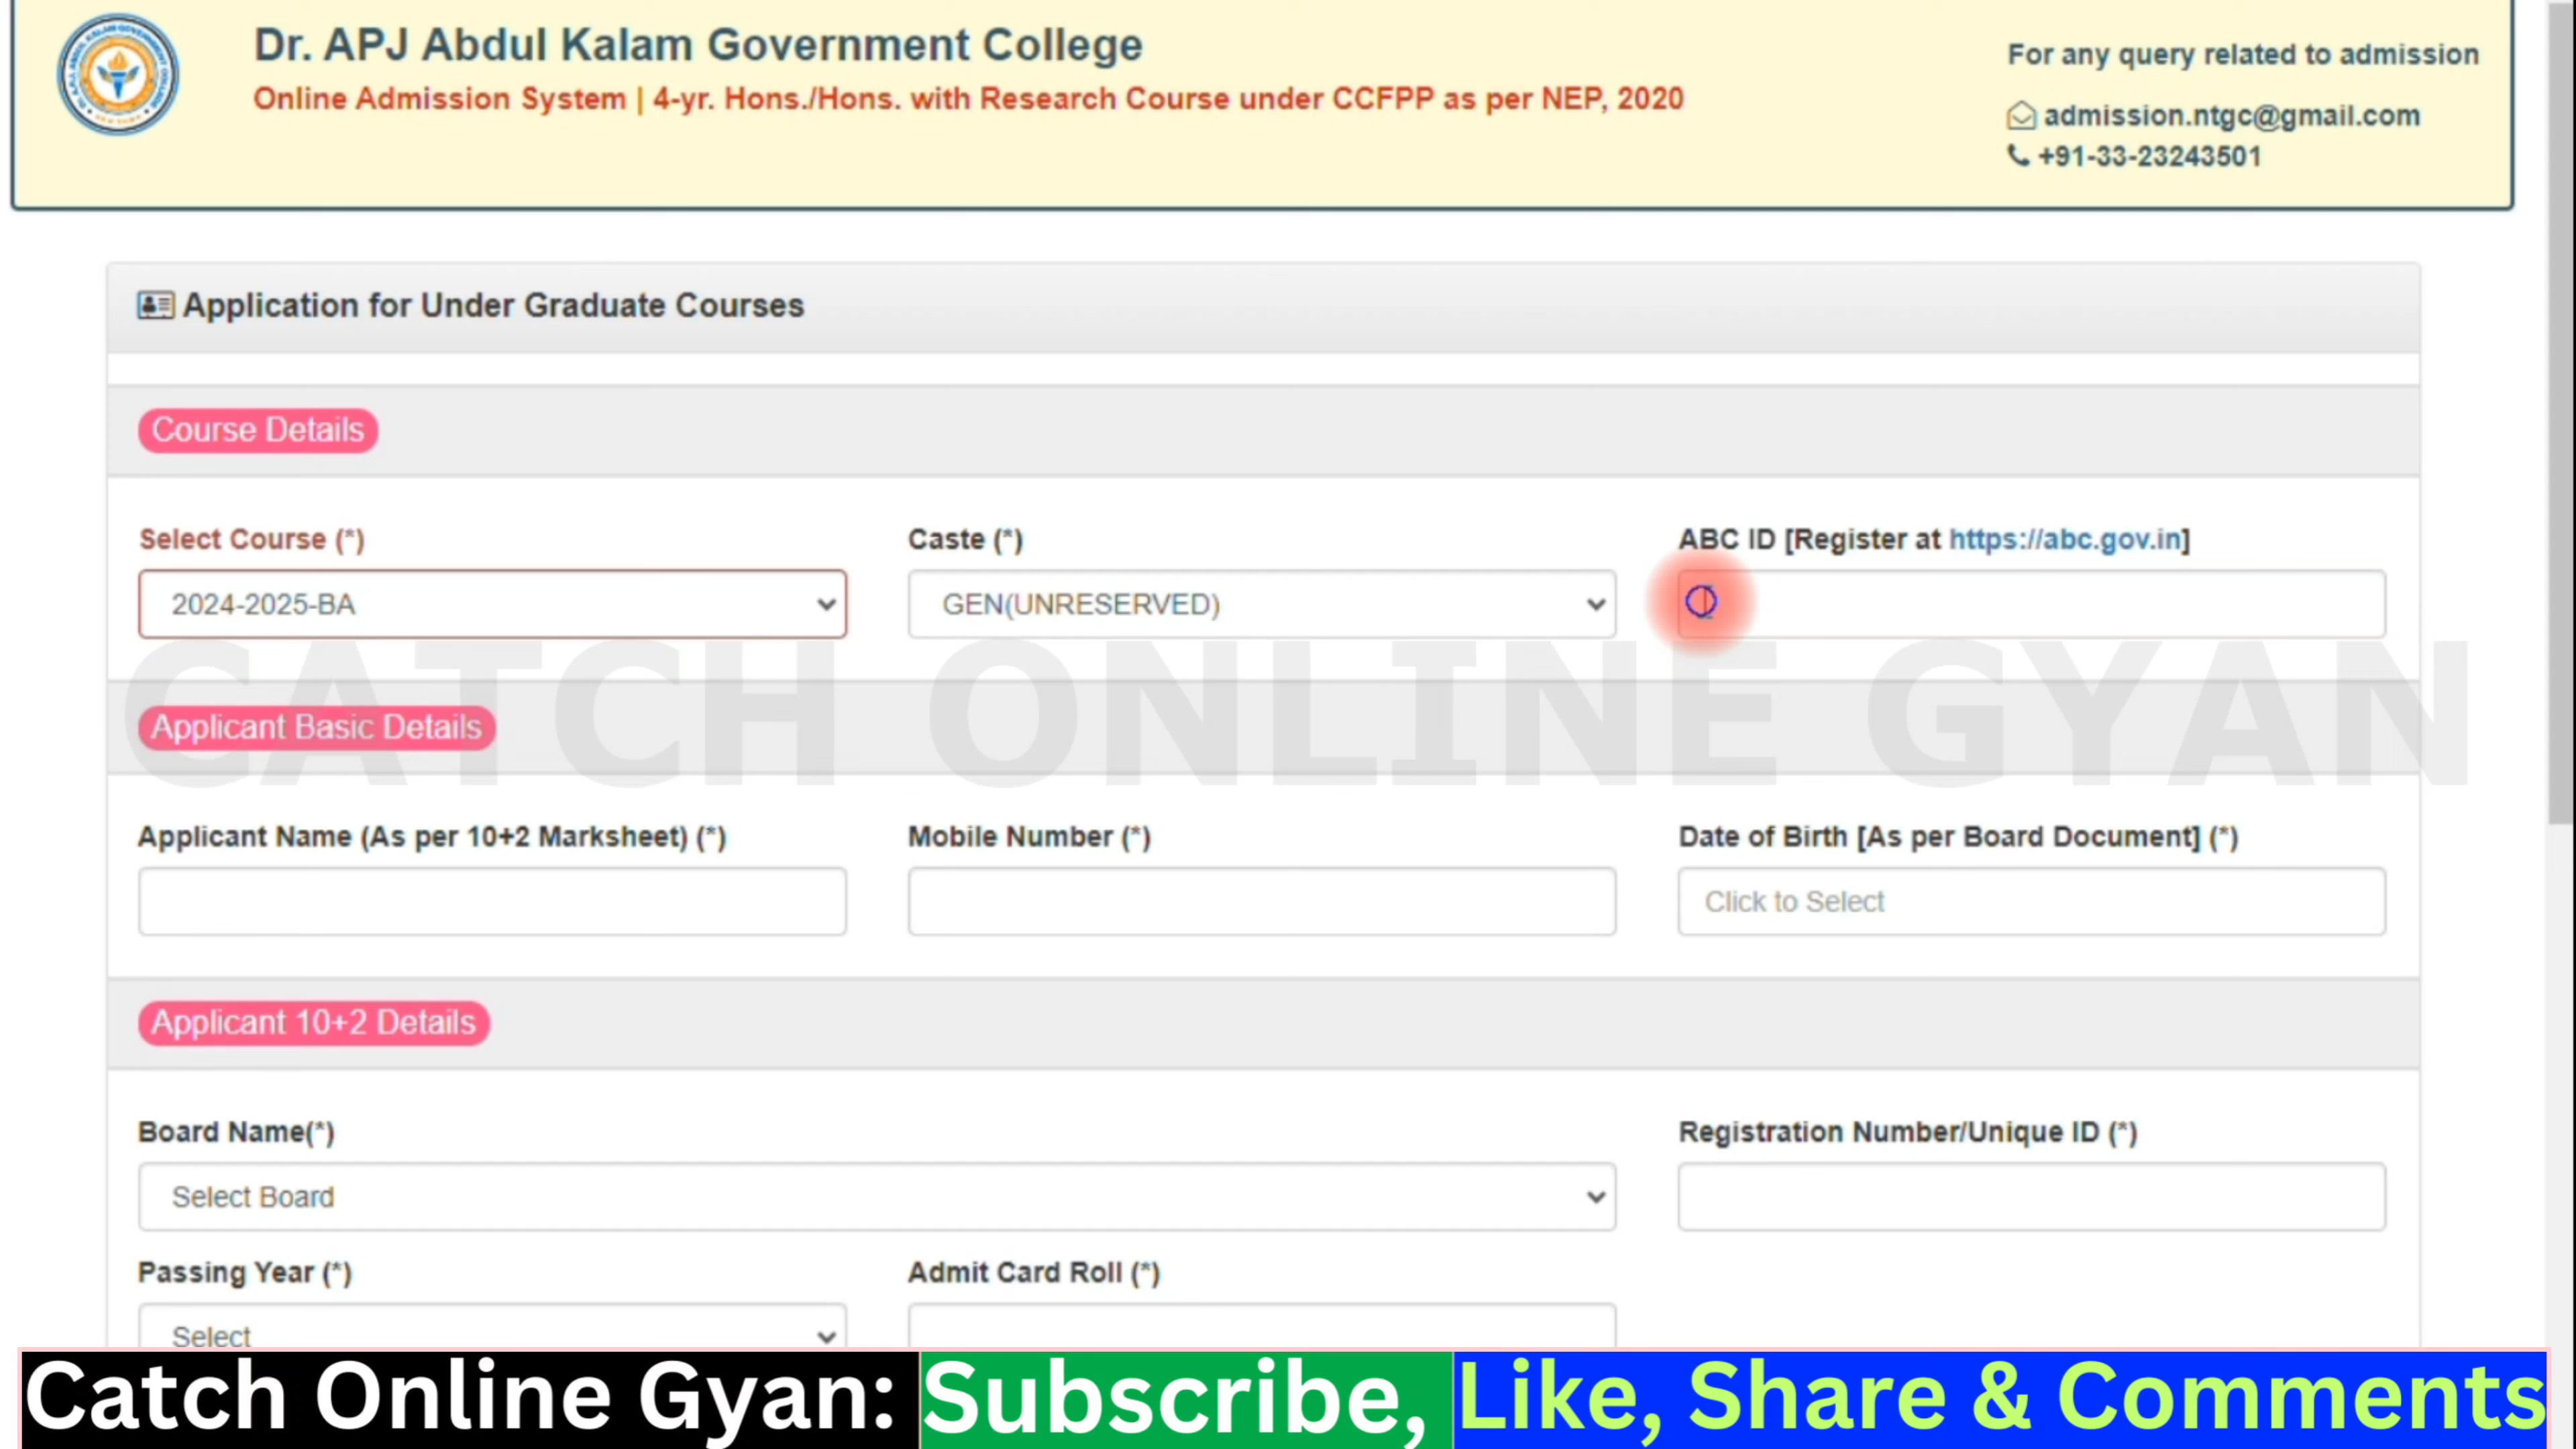 Dr. APJ Abdul Kalam Government College
Online Admission System | 4-yr. Hons./Hons. with Research Course under CCFPP as per NEP, 2020
For any query related to admission
admission.ntgc@gmail.com
+91-33-23243501
Application for Under Graduate Courses
Course Details
Select Course (*)
Caste (*)
ABC ID [Register at https://abc.gov.in]
2024-2025-BA
GEN(UNRESERVED)
CATCH ONLINE GYAN
Applicant Basic Details
Applicant Name (As per 10+2 Marksheet) (*)
Mobile Number (*)
Date of Birth [As per Board Document] (*)
Click to Select
Applicant 10+2 Details
Board Name(*)
Registration Number/Unique ID (*)
Select Board
Passing Year (*)
Admit Card Roll (*)
Select
Catch Online Gyan: Subscribe, Like, Share & Comments